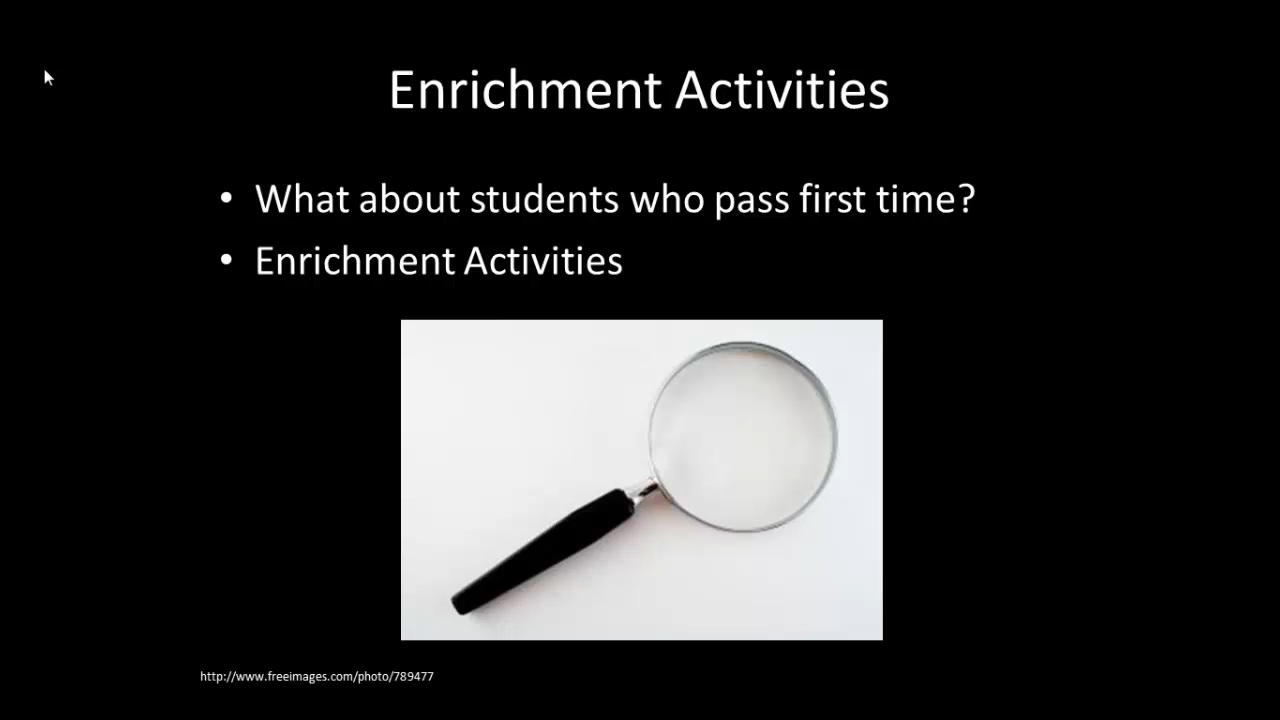 Enrichment Activities
• What about students who pass first time?
• Enrichment Activities
http://www.freeimages.com/photo/789477